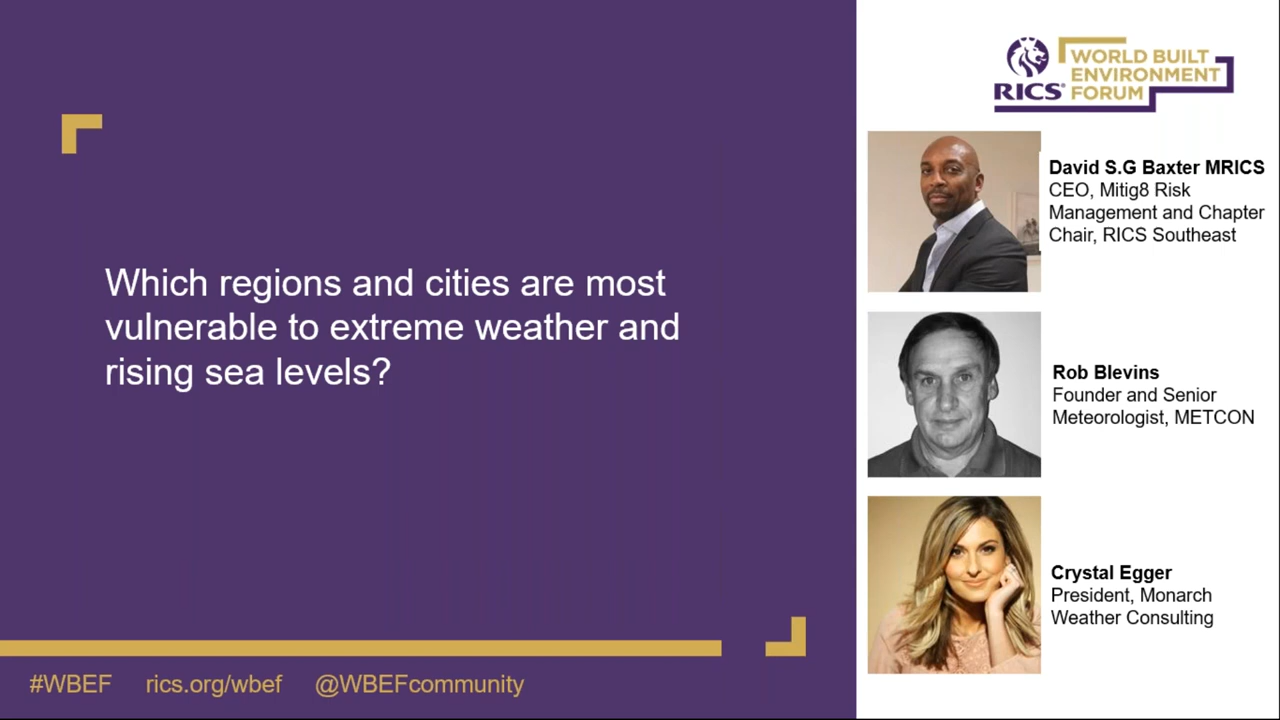 Which regions and cities are most
vulnerable to extreme weather and
rising sea levels?
#WBEF
rics.org/wbef
@WBEFcommunity
RICS®
WORLD BUILT
ENVIRONMENT
FORUM
David S.G Baxter MRICS
CEO, Mitig8 Risk
Management and Chapter
Chair, RICS Southeast
Rob Blevins
Founder and Senior
Meteorologist, METCON
Crystal Egger
President, Monarch
Weather Consulting